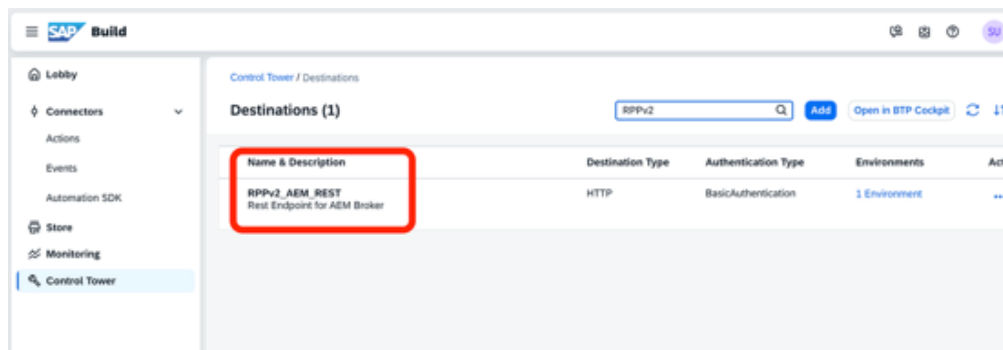 SAP Build
SU
Lobby
Connectors
Actions
Events
Automation SDK
Store
Monitoring
Control Tower
Control Tower / Destinations
Destinations (1)
RPPv2
Add
Open in BTP Cockpit
Name & Description Destination Type Authentication Type Environments Act
RPPv2_AEM_REST HTTP BasicAuthentication 1 Environment
Rest Endpoint for AEM Broker